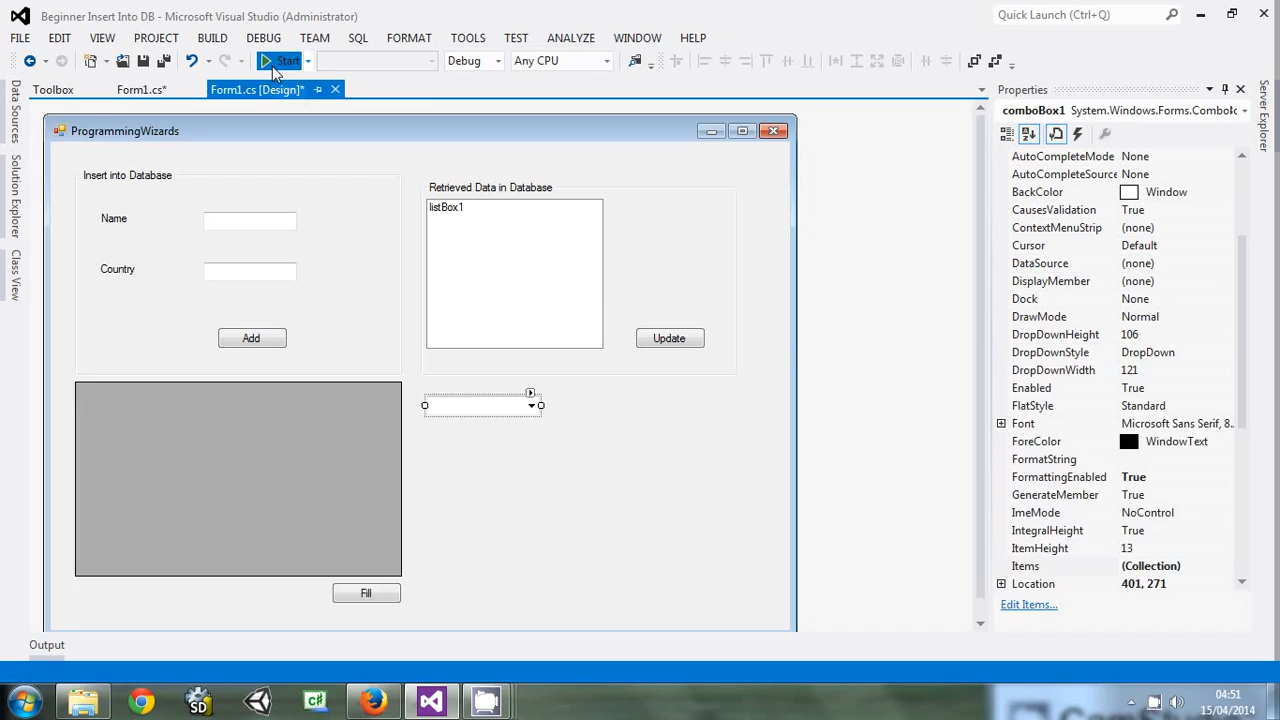 Beginner Insert Into DB - Microsoft Visual Studio (Administrator)
Quick Launch (Ctrl+Q)
FILE EDIT VIEW PROJECT BUILD DEBUG TEAM SQL FORMAT TOOLS TEST ANALYZE WINDOW HELP
Start Debug Any CPU
Toolbox Form1.cs* Form1.cs [Design]*
Data Sources
Solution Explorer
Class View
ProgrammingWizards
Insert into Database
Name
Country
Add
Retrieved Data in Database
listBox1
Update
Fill
Properties
comboBox1 System.Windows.Forms.ComboBo
AutoCompleteMode None
AutoCompleteSource None
BackColor Window
CausesValidation True
ContextMenuStrip (none)
Cursor Default
DataSource (none)
DisplayMember (none)
Dock None
DrawMode Normal
DropDownHeight 106
DropDownStyle DropDown
DropDownWidth 121
Enabled True
FlatStyle Standard
Font Microsoft Sans Serif, 8...
ForeColor WindowText
FormatString
FormattingEnabled True
GenerateMember True
ImeMode NoControl
IntegralHeight True
ItemHeight 13
Items (Collection)
Location 401, 271
Edit Items...
Server Explorer
Output
SD
C#
04:51
15/04/2014